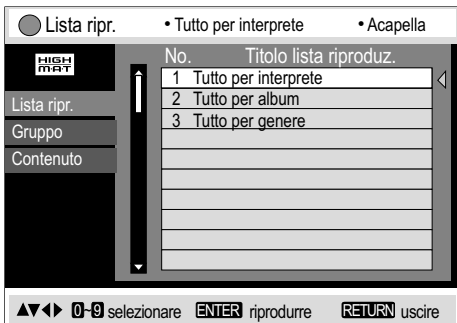 Lista ripr. • Tutto per interprete • Acapella
HIGH MAT
No. Titolo lista riproduz.
1 Tutto per interprete
2 Tutto per album
3 Tutto per genere
Lista ripr.
Gruppo
Contenuto
0~9 selezionare ENTER riprodurre RETURN uscire